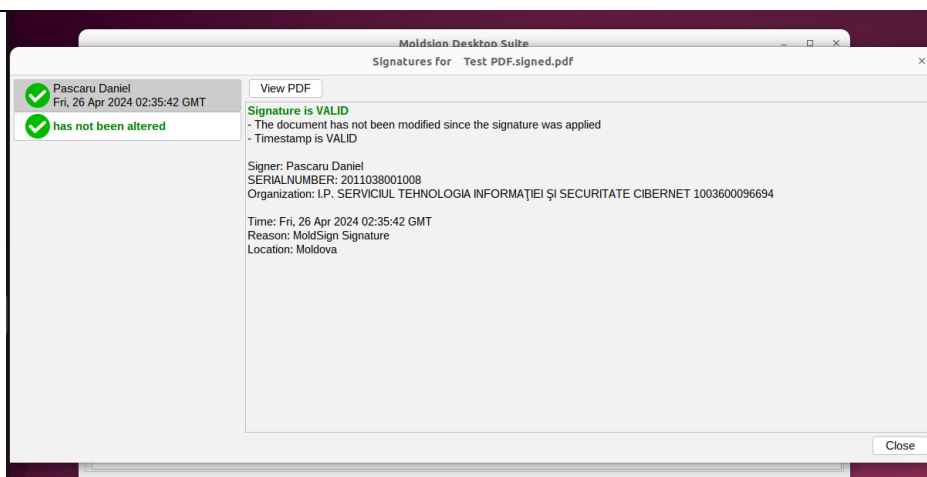 Moldsign Desktop Suite
Signatures for Test PDF.signed.pdf
Pascaru Daniel
Fri, 26 Apr 2024 02:35:42 GMT
has not been altered
View PDF
Signature is VALID
- The document has not been modified since the signature was applied
- Timestamp is VALID
Signer: Pascaru Daniel
SERIALNUMBER: 2011038001008
Organization: I.P. SERVICIUL TEHNOLOGIA INFORMAŢIEI ŞI SECURITATE CIBERNET 1003600096694
Time: Fri, 26 Apr 2024 02:35:42 GMT
Reason: MoldSign Signature
Location: Moldova
Close